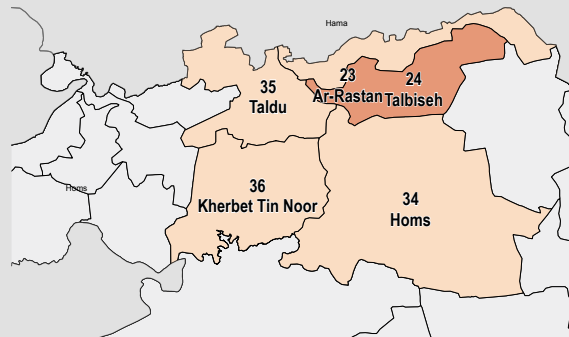 Hama
23
Ar-Rastan
24
Talbiseh
35
Taldu
Homs
36
Kherbet Tin Noor
34
Homs